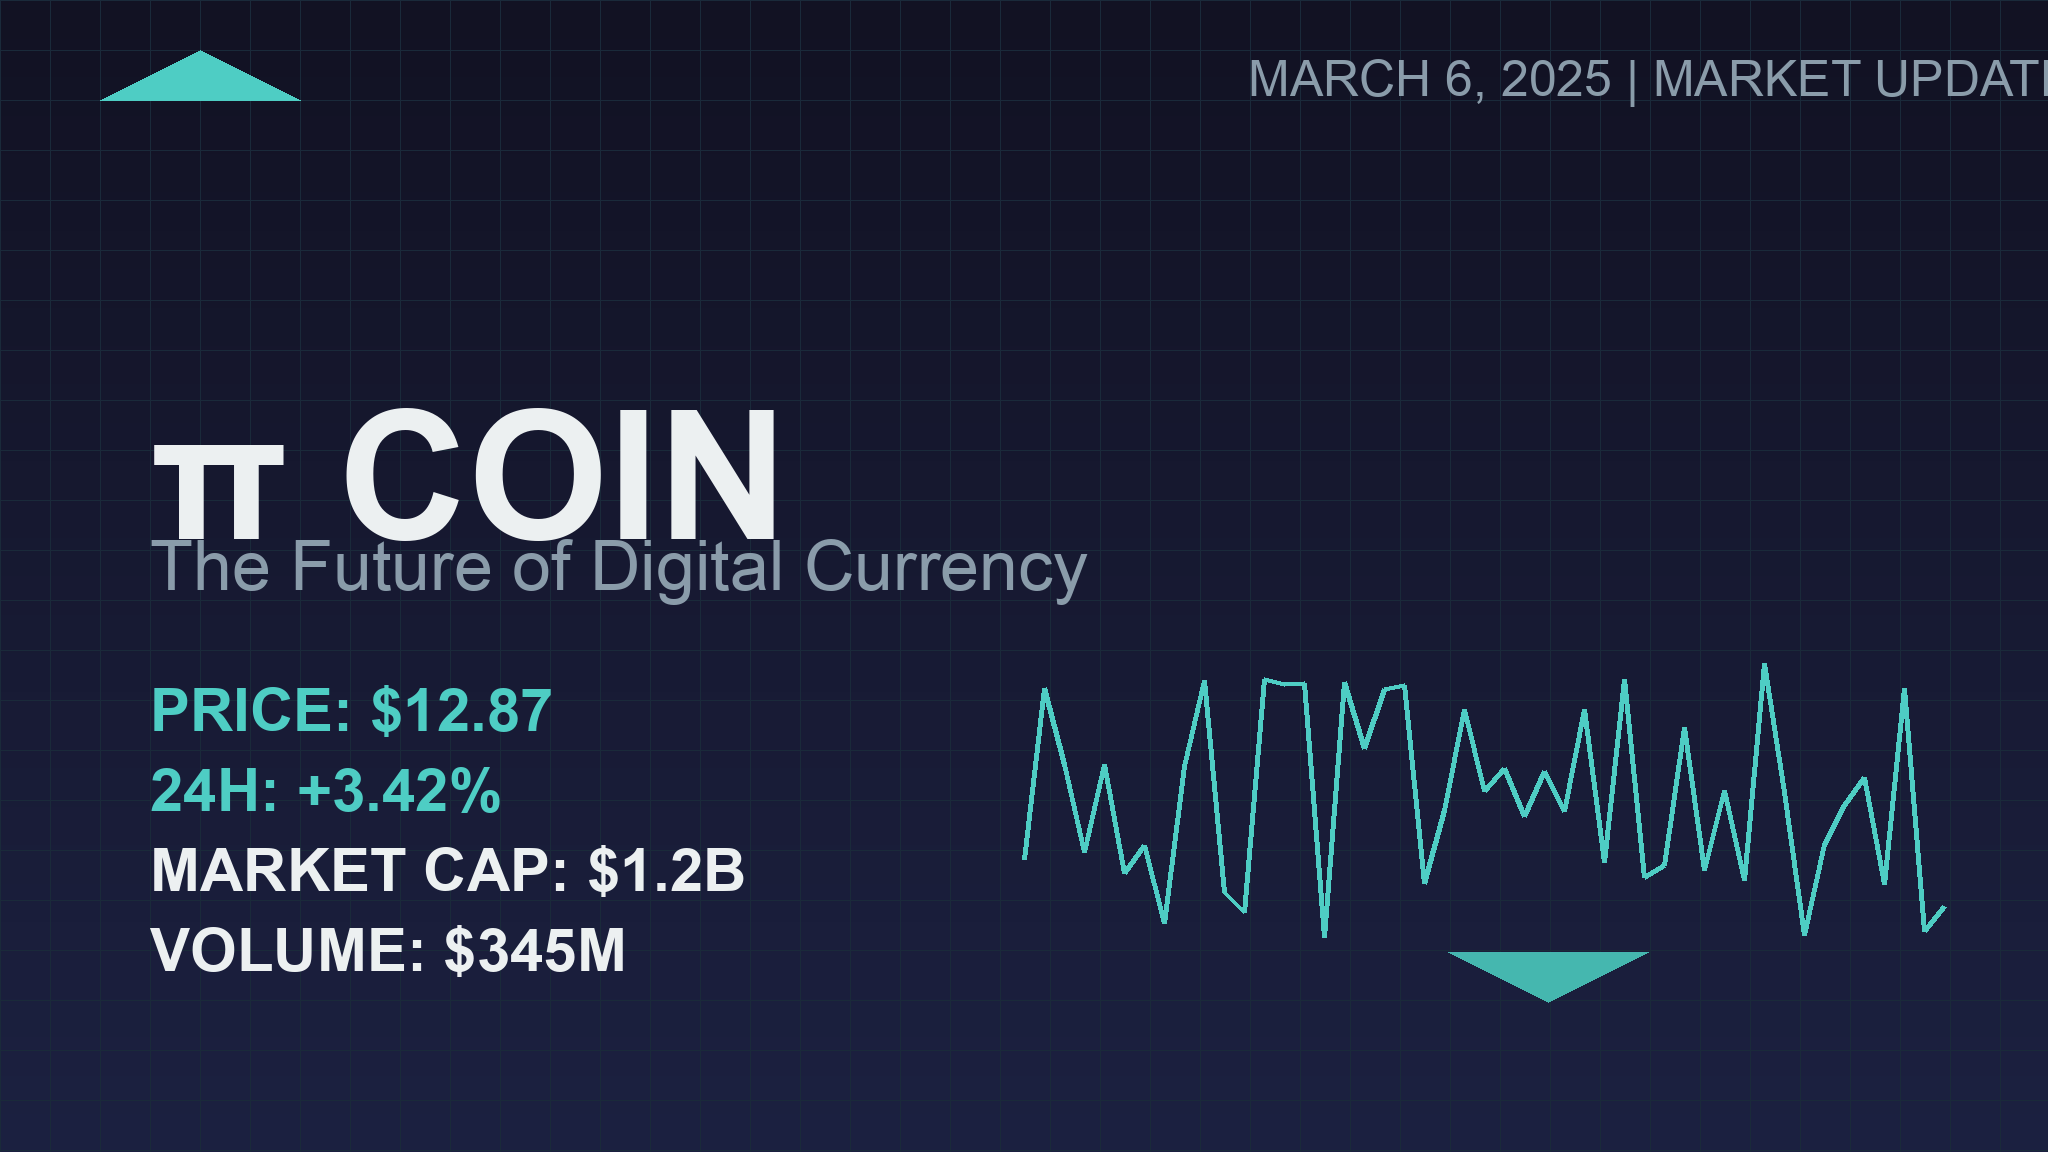 MARCH 6, 2025 | MARKET UPDAT
π COIN
The Future of Digital Currency
PRICE: $12.87
24H: +3.42%
MARKET CAP: $1.2B
VOLUME: $345M